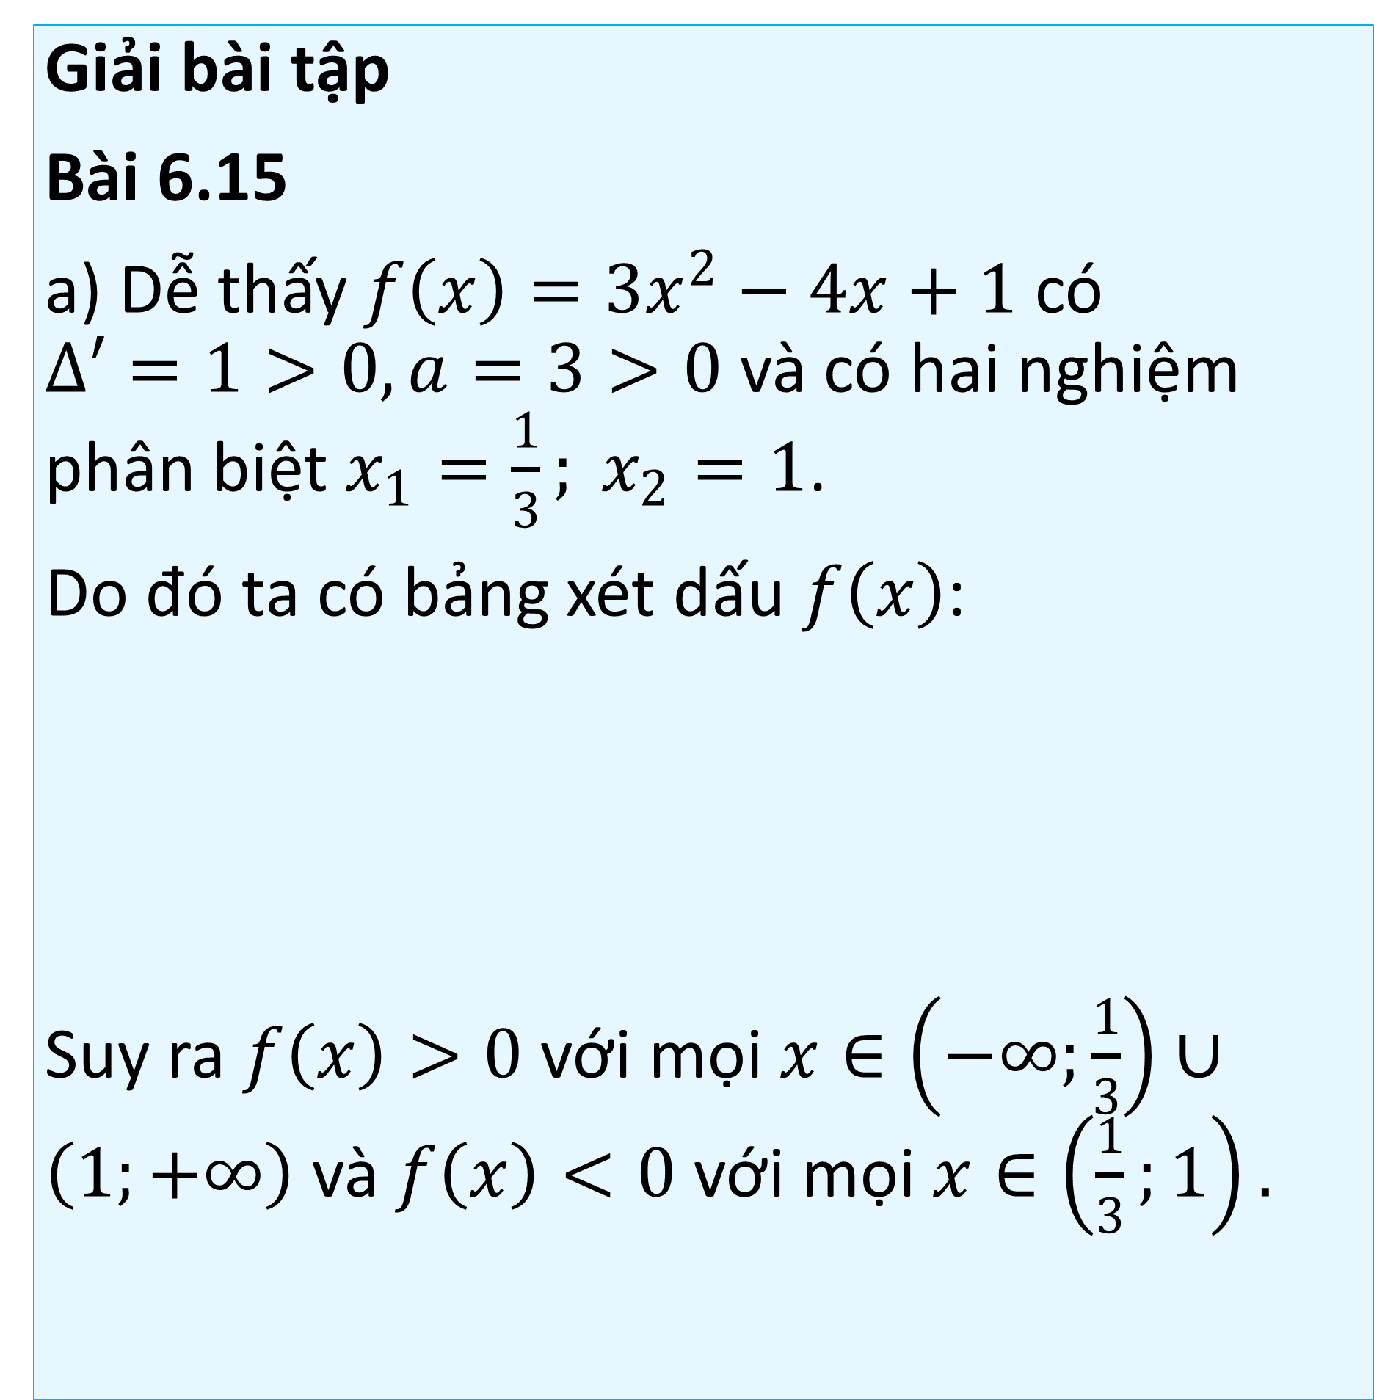 Giải bài tập
Bài 6.15
a) Dễ thấy f(x) = 3x² − 4x + 1 có
Δ′ = 1 > 0, a = 3 > 0 và có hai nghiệm
phân biệt x₁ = 1/3; x₂ = 1.
Do đó ta có bảng xét dấu f(x):
Suy ra f(x) > 0 với mọi x ∈ (−∞; 1/3) ∪
(1; +∞) và f(x) < 0 với mọi x ∈ (1/3; 1).